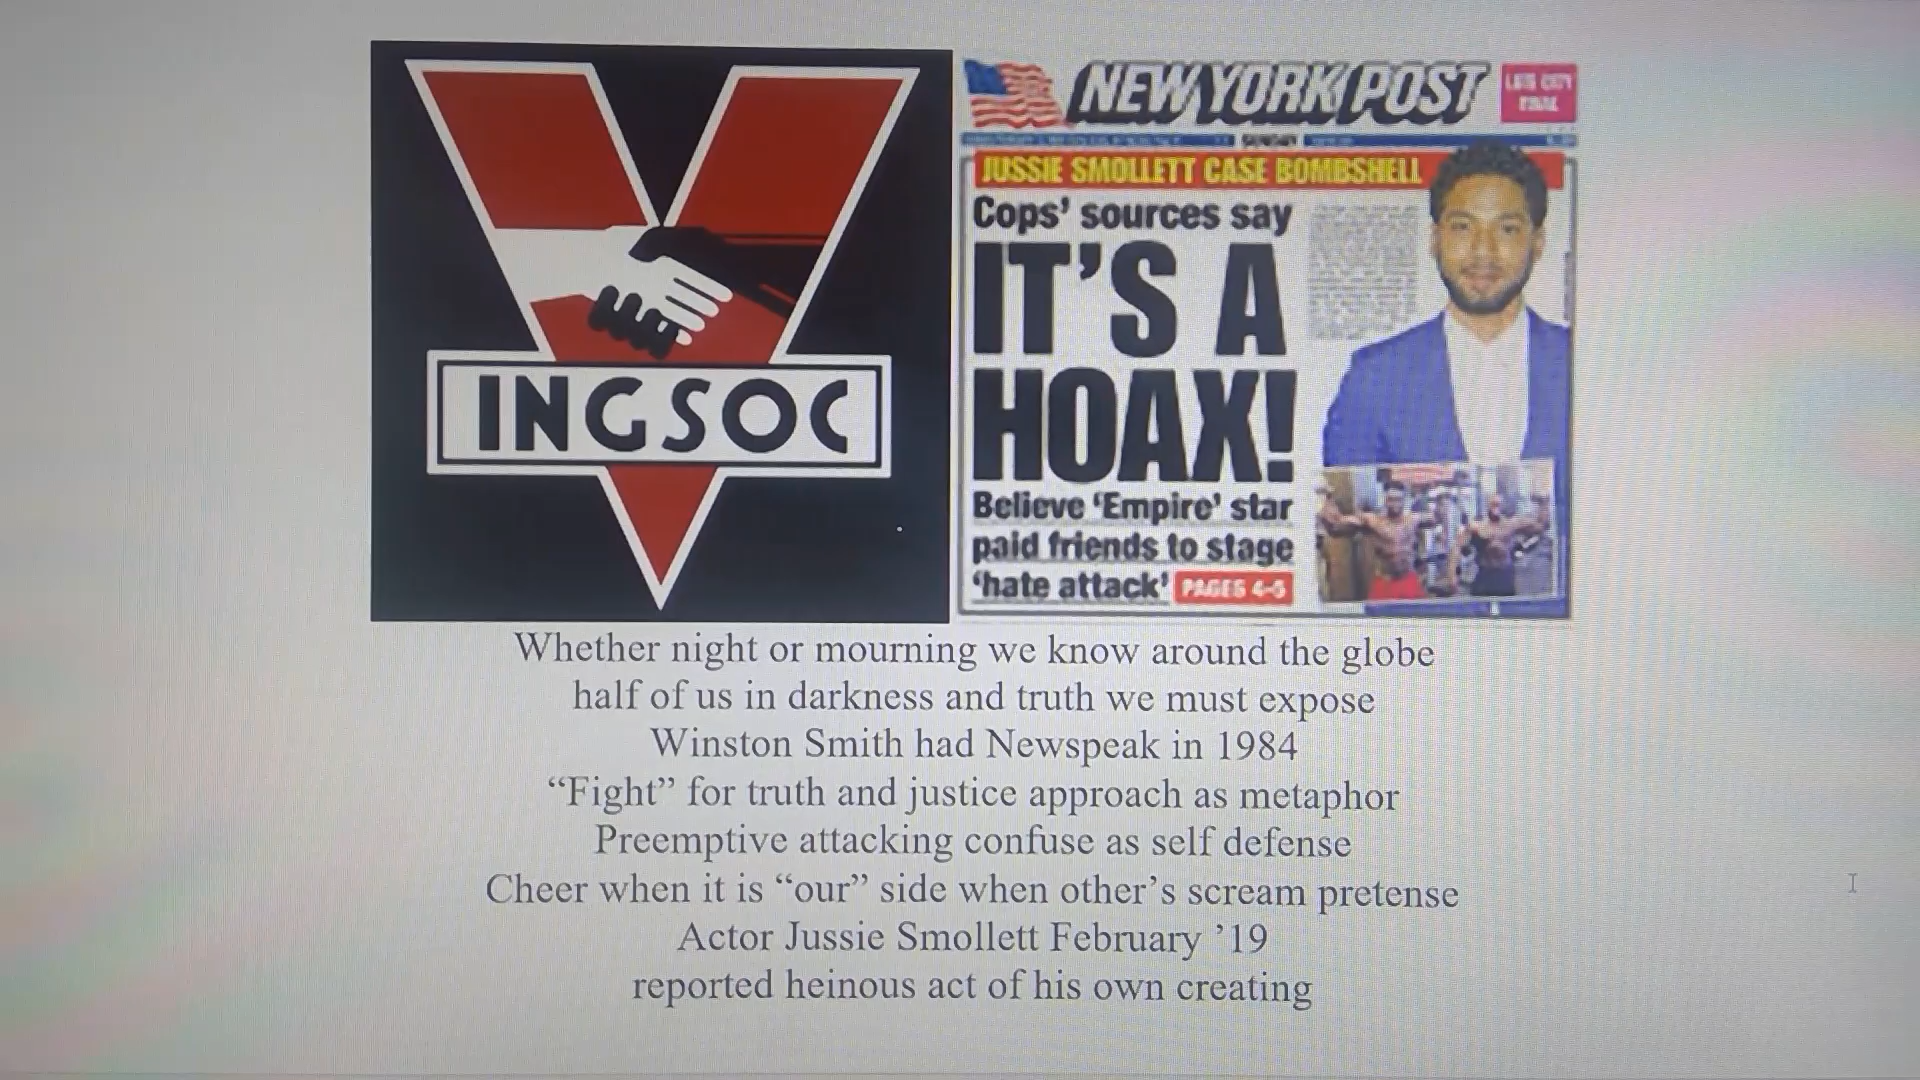 INGSOC
NEW YORK POST
LATE CITY
FINAL
JUSSIE SMOLLETT CASE BOMBSHELL
Cops' sources say
IT'S A
HOAX!
Believe 'Empire' star
paid friends to stage
'hate attack' PAGES 4-5
Whether night or mourning we know around the globe
half of us in darkness and truth we must expose
Winston Smith had Newspeak in 1984
“Fight” for truth and justice approach as metaphor
Preemptive attacking confuse as self defense
Cheer when it is “our” side when other’s scream pretense
Actor Jussie Smollett February ’19
reported heinous act of his own creating